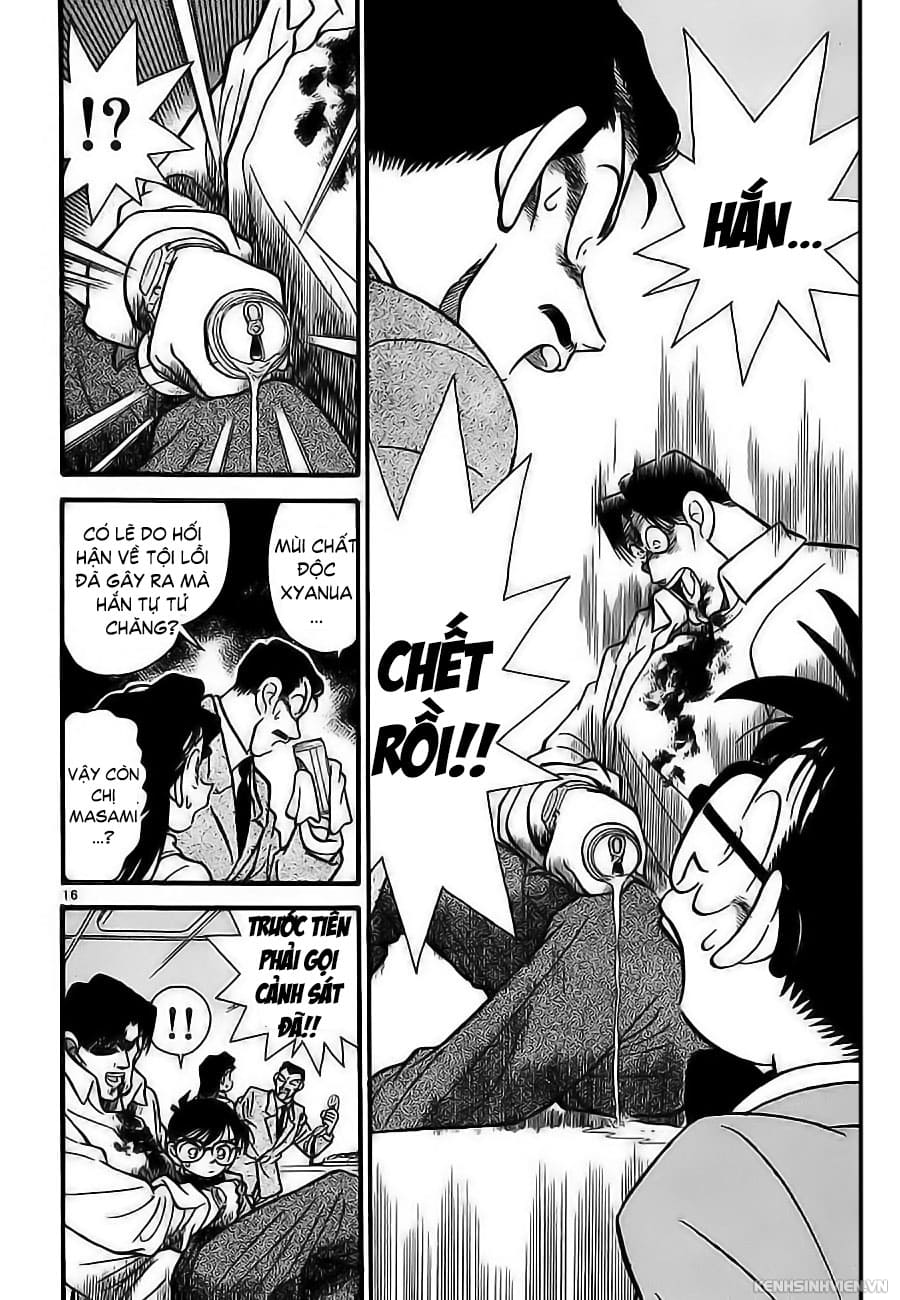 HẮN...
CHẾT
RỒI!!
!?
MÙI CHẤT
ĐỘC
XYANUA
...
CÓ LẼ DO HỐI
HẬN VỀ TỘI LỖI
ĐÃ GÂY RA MÀ
HẮN TỰ TỬ
CHĂNG?
VẬY CÒN
CHỊ
MASAMI
...?
16
TRƯỚC TIÊN
PHẢI GỌI
CẢNH SÁT
ĐÃ!!
!!
KENHSINHVIEN.VN